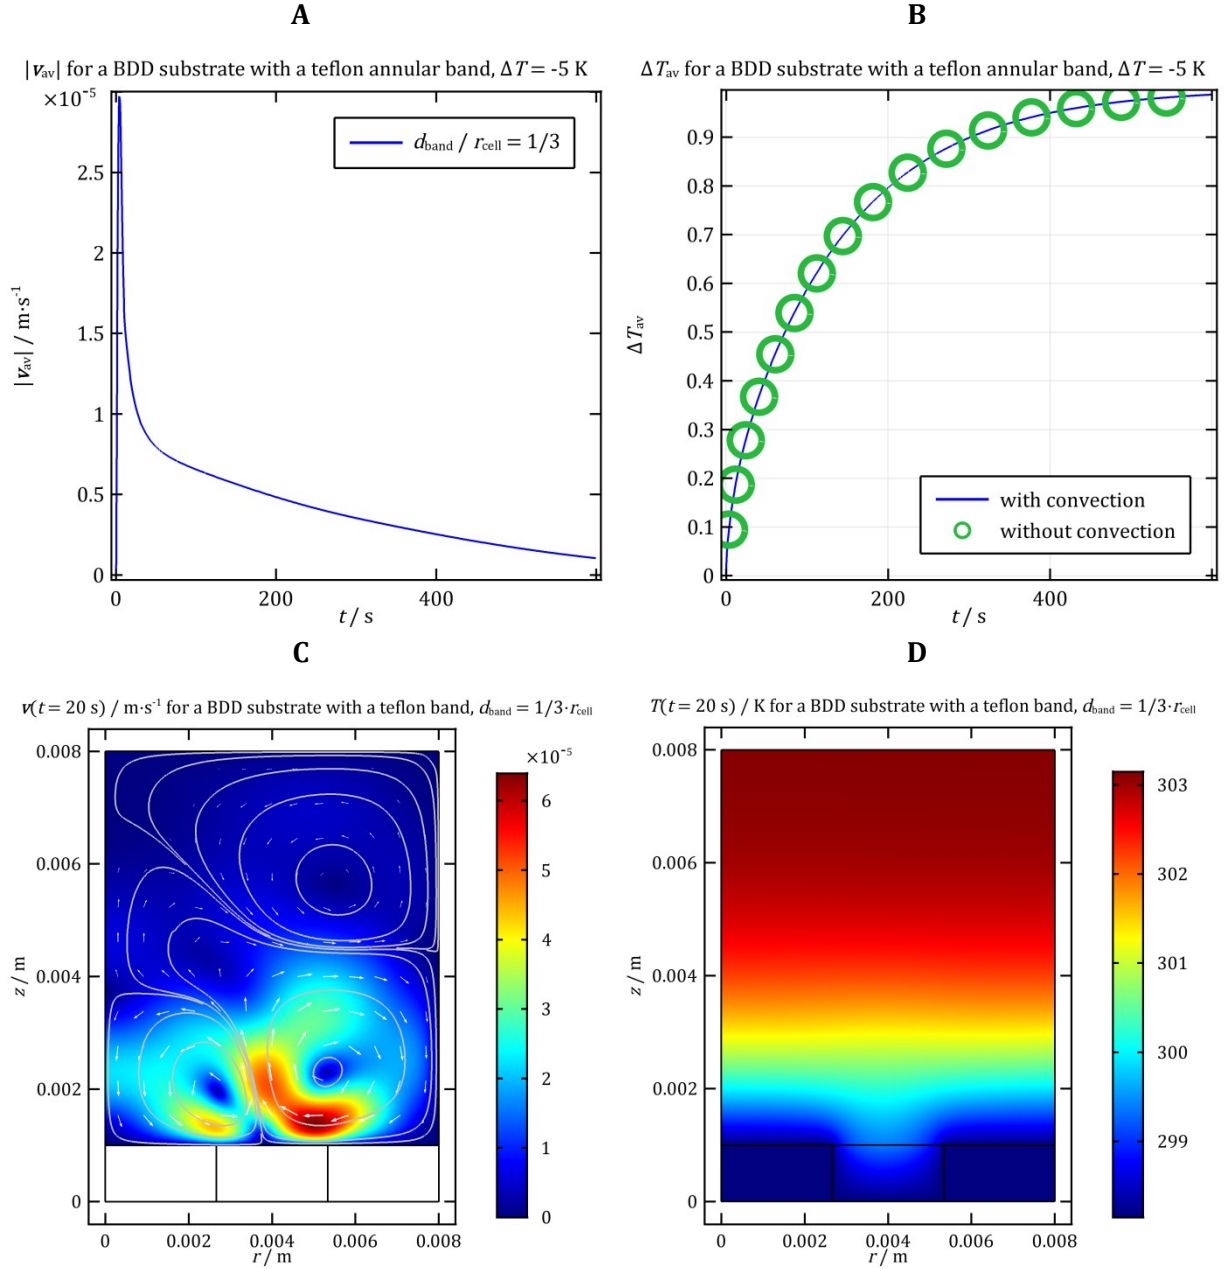 A
|v_av| for a BDD substrate with a teflon annular band, ΔT = -5 K
×10⁻⁵
d_band / r_cell = 1/3
2.5
2
1.5
1
0.5
0
|v_av| / m·s⁻¹
0 200 400
t / s
B
ΔT_av for a BDD substrate with a teflon annular band, ΔT = -5 K
0.9
0.8
0.7
0.6
0.5
0.4
0.3
0.2
0.1
0
ΔT_av
with convection
without convection
0 200 400
t / s
C
v(t = 20 s) / m·s⁻¹ for a BDD substrate with a teflon band, d_band = 1/3·r_cell
×10⁻⁵
0.008
0.006
0.004
0.002
0
z / m
6
5
4
3
2
1
0
0 0.002 0.004 0.006 0.008
r / m
D
T(t = 20 s) / K for a BDD substrate with a teflon band, d_band = 1/3·r_cell
0.008
0.006
0.004
0.002
0
z / m
303
302
301
300
299
0 0.002 0.004 0.006 0.008
r / m